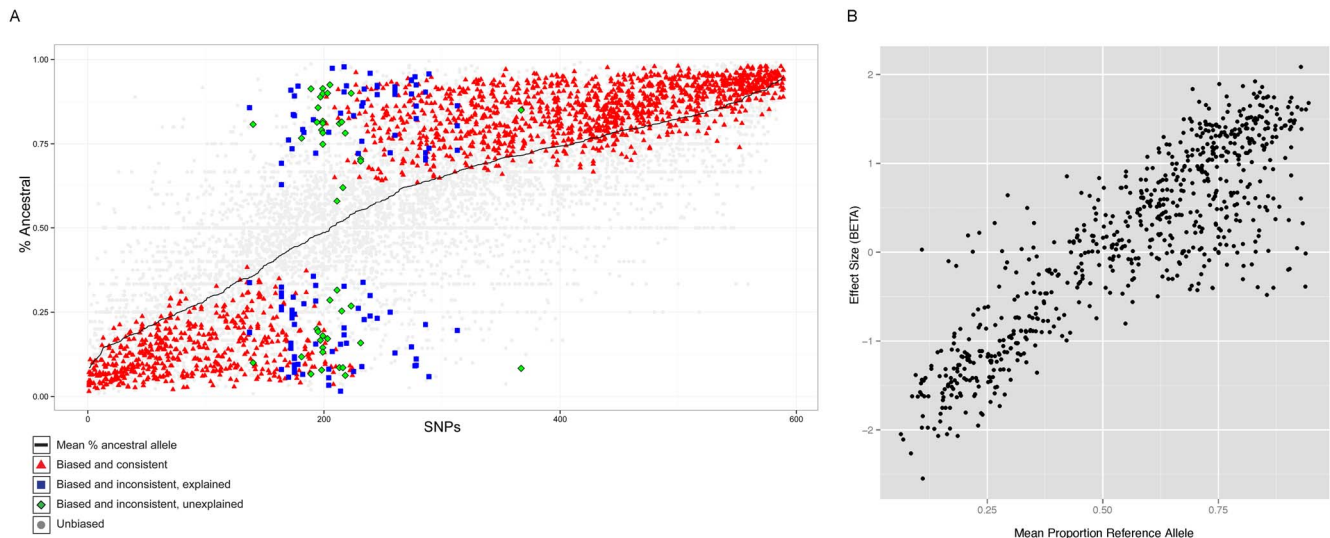 A
B
% Ancestral
1.00
0.75
0.50
0.25
0.00
0
200
400
600
SNPs
Mean % ancestral allele
Biased and consistent
Biased and inconsistent, explained
Biased and inconsistent, unexplained
Unbiased
Effect Size (BETA)
2
1
0
-1
-2
0.25
0.50
0.75
Mean Proportion Reference Allele